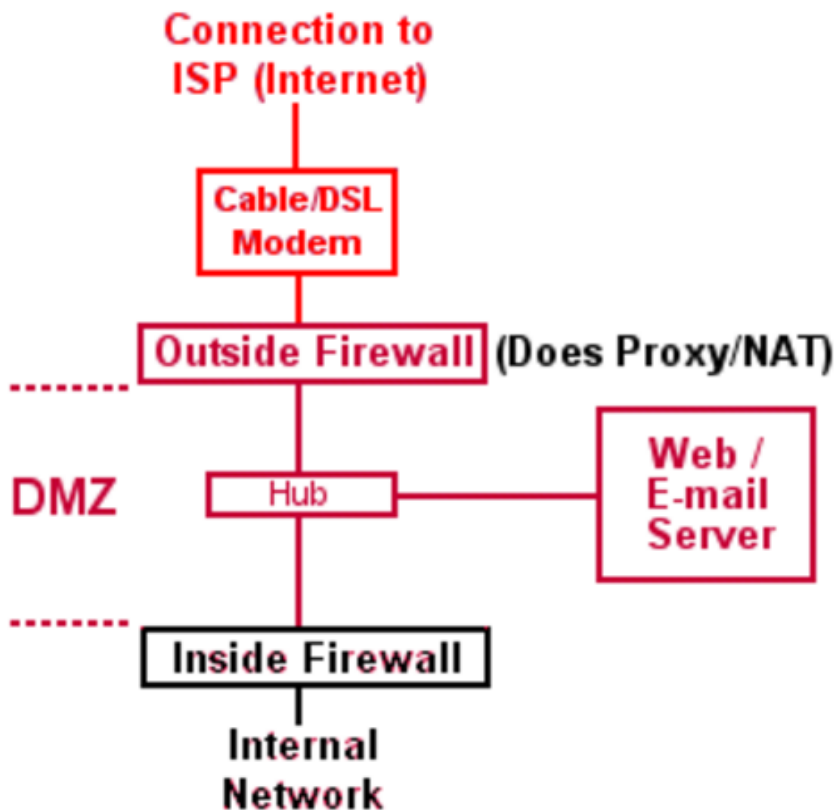 Connection to
ISP (Internet)
Cable/DSL
Modem
Outside Firewall (Does Proxy/NAT)
DMZ
Hub
Web /
E-mail
Server
Inside Firewall
Internal
Network